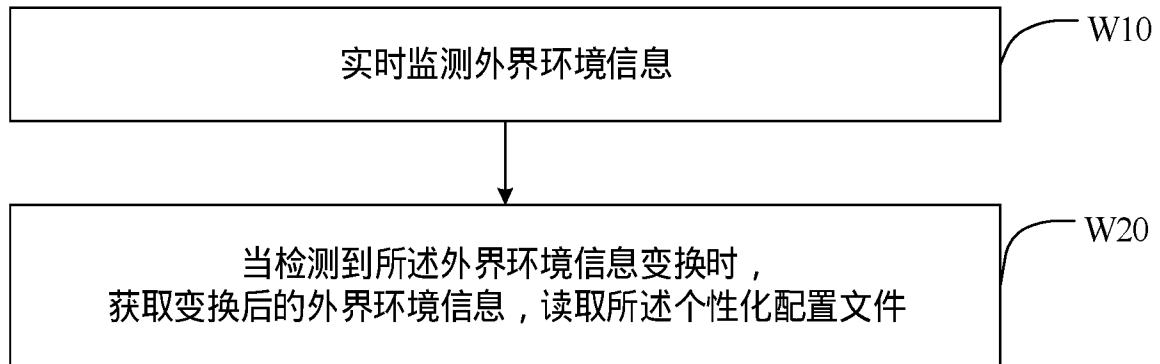 实时监测外界环境信息
W10
当检测到所述外界环境信息变换时，
获取变换后的外界环境信息，读取所述个性化配置文件
W20